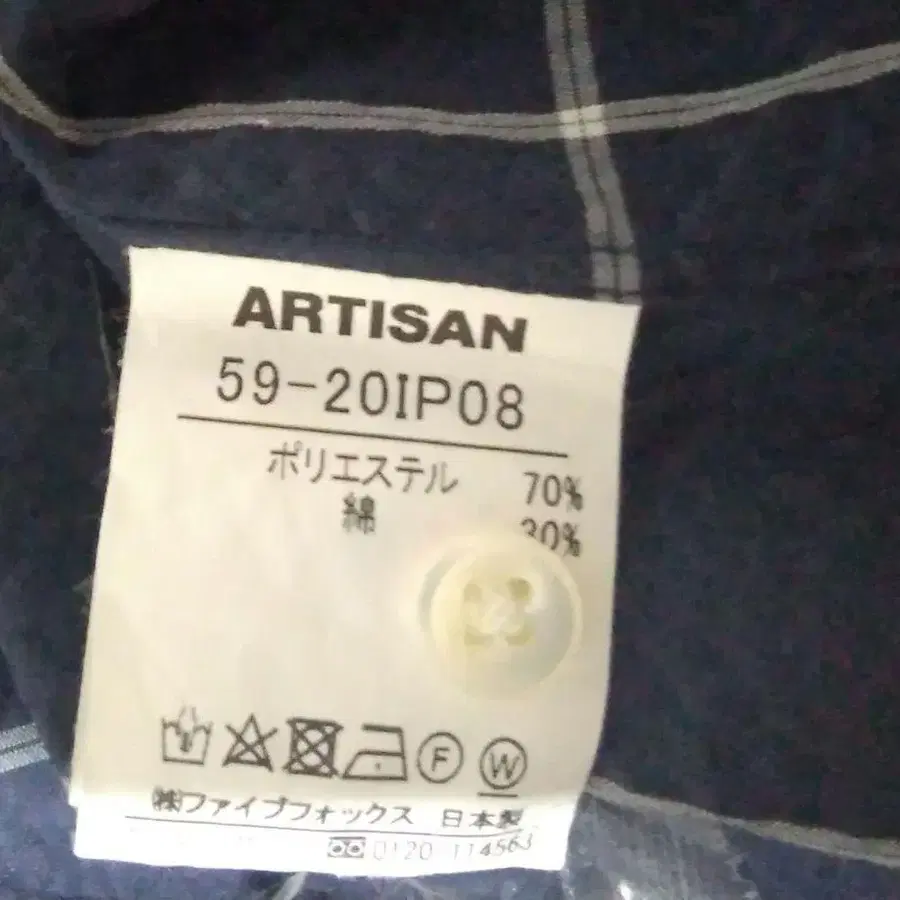 ARTISAN
59-20IP08
ポリエステル 70%
綿 30%
F W
㈱ファイブフォックス 日本製
0120 114563